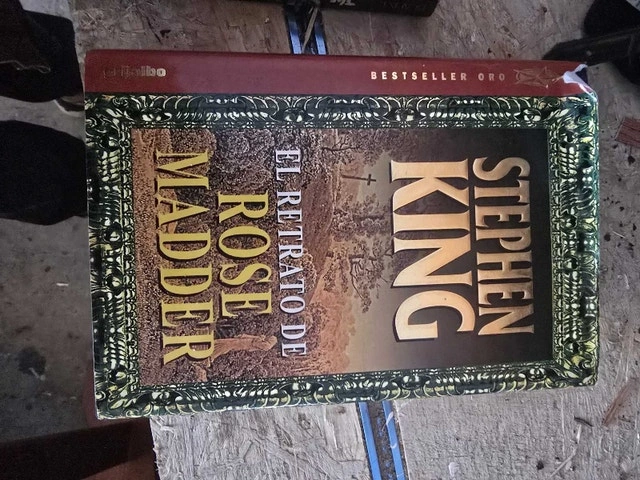 BESTSELLER ORO
STEPHEN
KING
EL RETRATO DE
ROSE
MADDER